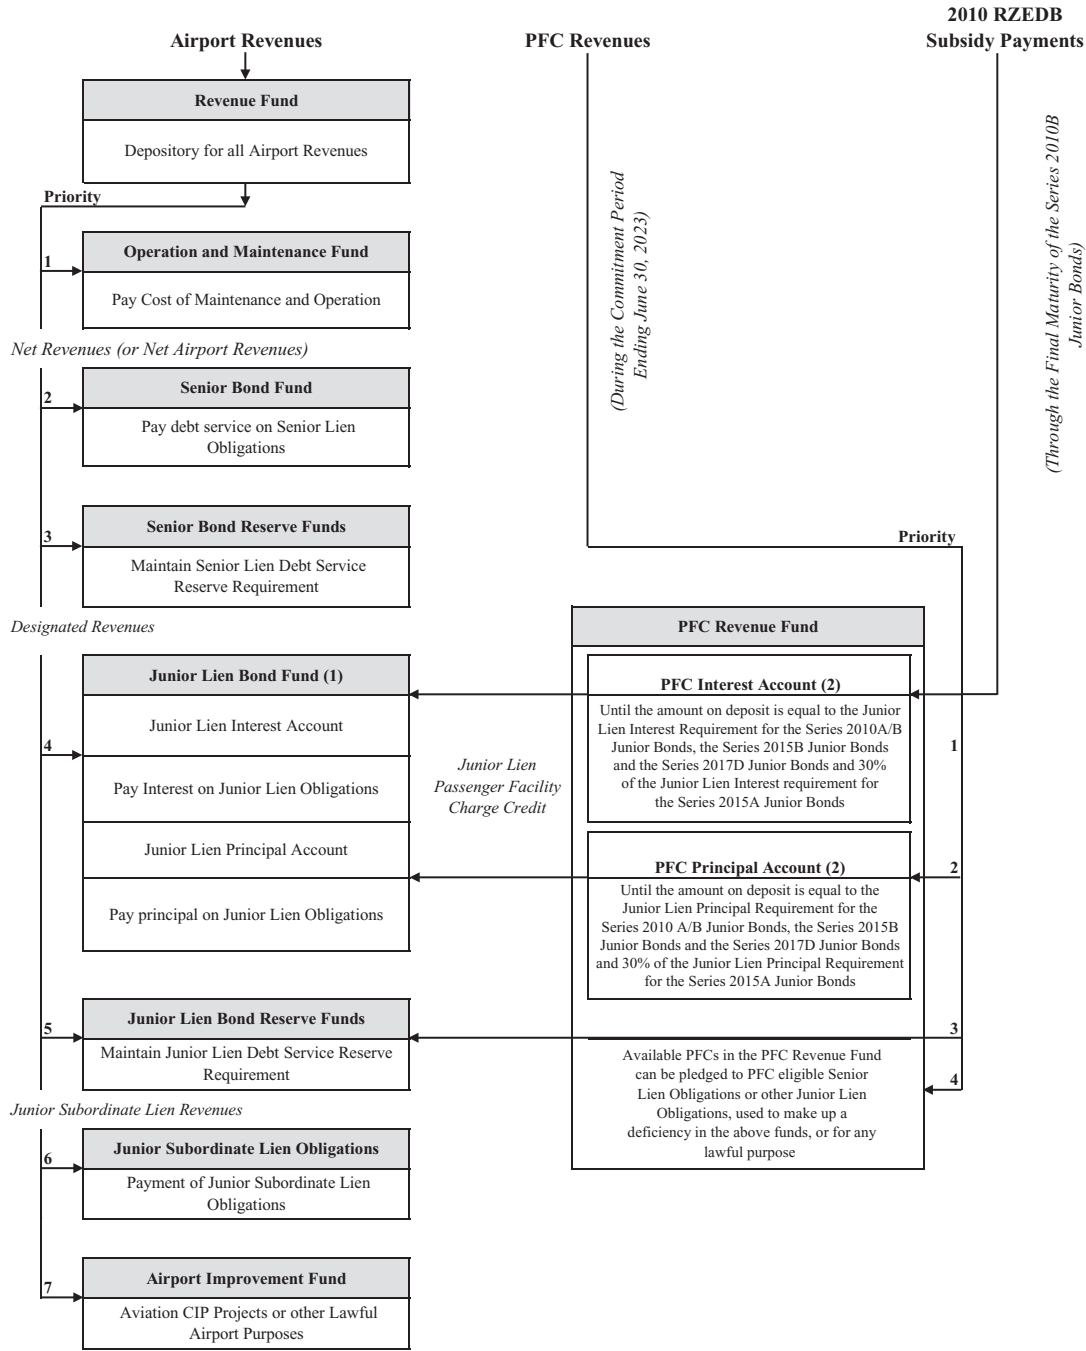 Airport Revenues
PFC Revenues
2010 RZEDB
Subsidy Payments
Revenue Fund
Depository for all Airport Revenues
Priority
1
Operation and Maintenance Fund
Pay Cost of Maintenance and Operation
Net Revenues (or Net Airport Revenues)
2
Senior Bond Fund
Pay debt service on Senior Lien
Obligations
3
Senior Bond Reserve Funds
Maintain Senior Lien Debt Service
Reserve Requirement
Designated Revenues
4
Junior Lien Bond Fund (1)
Junior Lien Interest Account
Pay Interest on Junior Lien Obligations
Junior Lien Principal Account
Pay principal on Junior Lien Obligations
5
Junior Lien Bond Reserve Funds
Maintain Junior Lien Debt Service Reserve
Requirement
Junior Subordinate Lien Revenues
6
Junior Subordinate Lien Obligations
Payment of Junior Subordinate Lien
Obligations
7
Airport Improvement Fund
Aviation CIP Projects or other Lawful
Airport Purposes
Junior Lien
Passenger Facility
Charge Credit
(During the Commitment Period
Ending June 30, 2023)
(Through the Final Maturity of the Series 2010B
Junior Bonds)
Priority
PFC Revenue Fund
PFC Interest Account (2)
Until the amount on deposit is equal to the Junior
Lien Interest Requirement for the Series 2010A/B
Junior Bonds, the Series 2015B Junior Bonds
and the Series 2017D Junior Bonds and 30%
of the Junior Lien Interest requirement for
the Series 2015A Junior Bonds
1
PFC Principal Account (2)
Until the amount on deposit is equal to the
Junior Lien Principal Requirement for the
Series 2010 A/B Junior Bonds, the Series 2015B
Junior Bonds and the Series 2017D Junior Bonds
and 30% of the Junior Lien Principal Requirement
for the Series 2015A Junior Bonds
2
3
Available PFCs in the PFC Revenue Fund
can be pledged to PFC eligible Senior
Lien Obligations or other Junior Lien
Obligations, used to make up a
deficiency in the above funds, or for any
lawful purpose
4